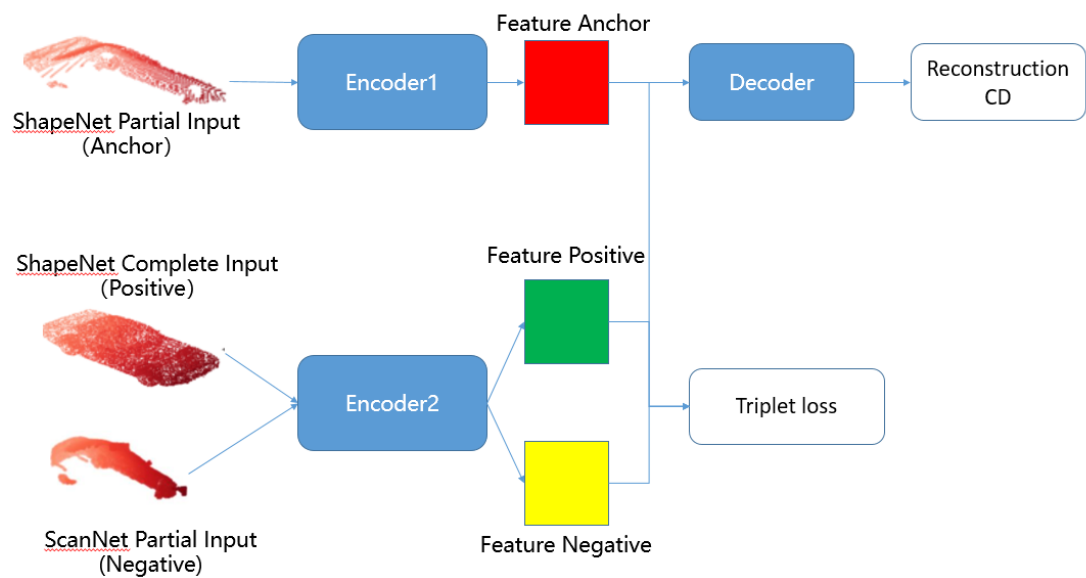 Feature Anchor
Encoder1
Decoder
Reconstruction
CD
ShapeNet Partial Input
(Anchor)
ShapeNet Complete Input
(Positive)
Feature Positive
Encoder2
Triplet loss
ScanNet Partial Input
(Negative)
Feature Negative